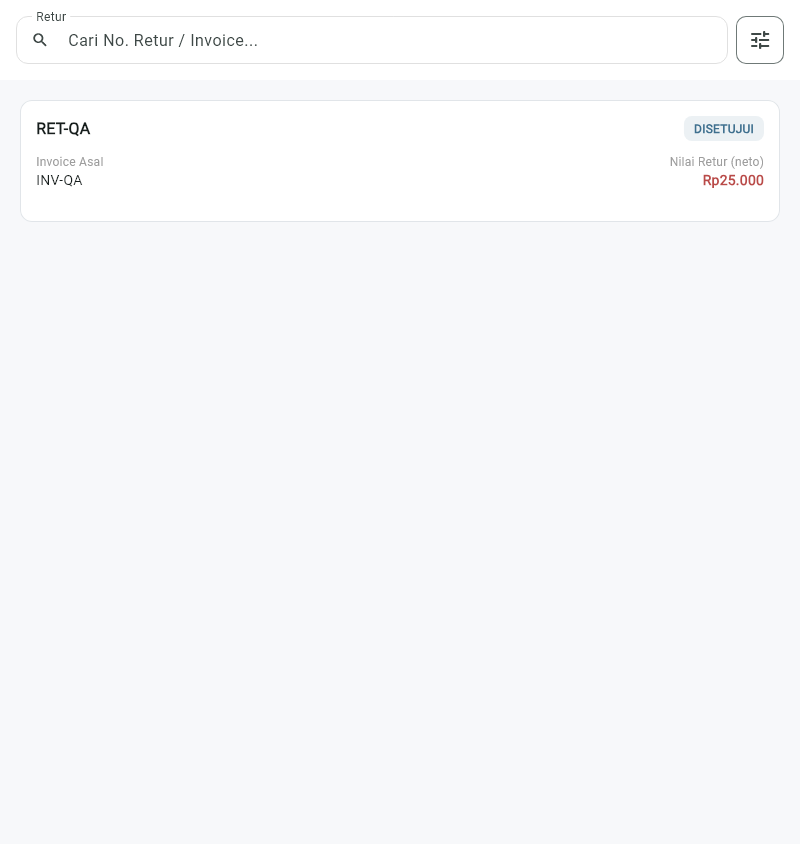 Retur
Cari No. Retur / Invoice...
RET-QA
DISETUJUI
Invoice Asal
Nilai Retur (neto)
INV-QA
Rp25.000